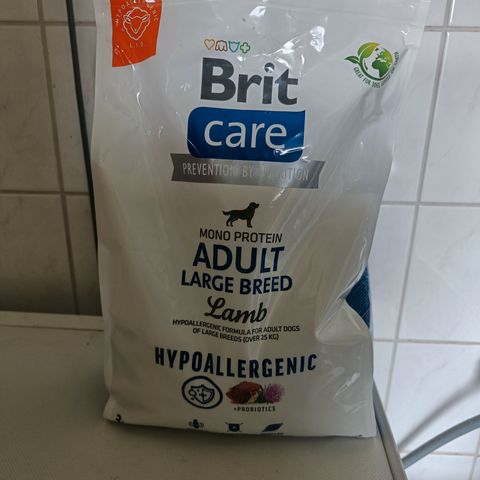 HYPOALLERGENIC
Brit
care
PREVENTION BY NUTRITION
MONO PROTEIN
ADULT
LARGE BREED
Lamb
HYPOALLERGENIC FORMULA FOR ADULT DOGS
OF LARGE BREEDS (OVER 25 KG)
HYPOALLERGENIC
+PROBIOTICS